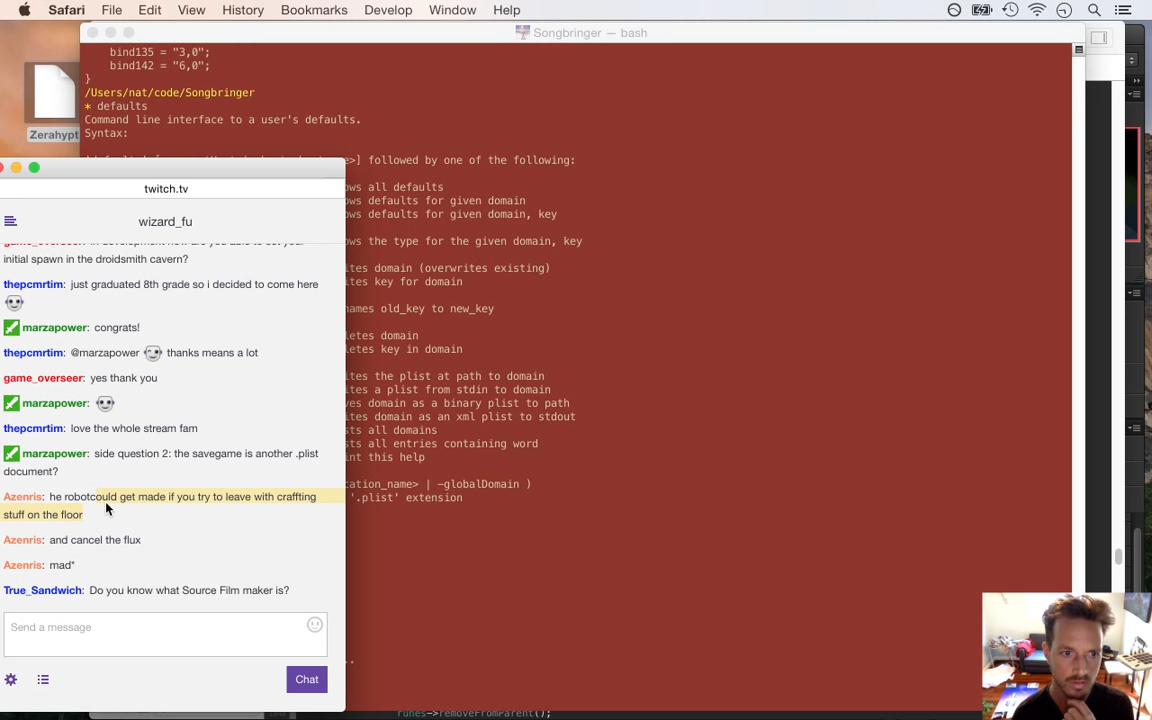 Safari File Edit View History Bookmarks Develop Window Help
Songbringer — bash
bind135 = "3,0";
bind142 = "6,0";
}
/Users/nat/code/Songbringer
* defaults
Command line interface to a user's defaults.
Syntax:
>] followed by one of the following:
ows all defaults
ows defaults for given domain
ows defaults for given domain, key
ows the type for the given domain, key
ites domain (overwrites existing)
ites key for domain
names old_key to new_key
letes domain
letes key in domain
ites the plist at path to domain
ites a plist from stdin to domain
ves domain as a binary plist to path
ites domain as an xml plist to stdout
sts all domains
sts all entries containing word
int this help
cation_name> | -globalDomain )
'.plist' extension
..
runes->removeFromParent();
Zerahypt
twitch.tv
wizard_fu
initial spawn in the droidsmith cavern?
thepcmrtim: just graduated 8th grade so i decided to come here
marzapower: congrats!
thepcmrtim: @marzapower thanks means a lot
game_overseer: yes thank you
marzapower:
thepcmrtim: love the whole stream fam
marzapower: side question 2: the savegame is another .plist
document?
Azenris: he robotcould get made if you try to leave with craffting
stuff on the floor
Azenris: and cancel the flux
Azenris: mad*
True_Sandwich: Do you know what Source Film maker is?
Send a message
Chat